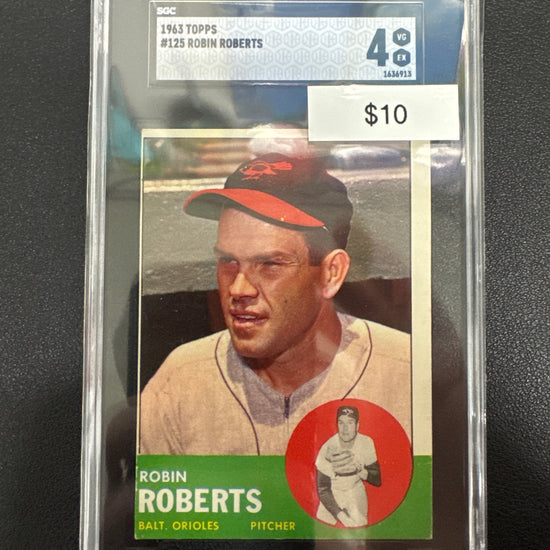 SGC
1963 TOPPS
#125 ROBIN ROBERTS
4
VG
EX
1636913
$10
ROBIN
ROBERTS
BALT. ORIOLES PITCHER